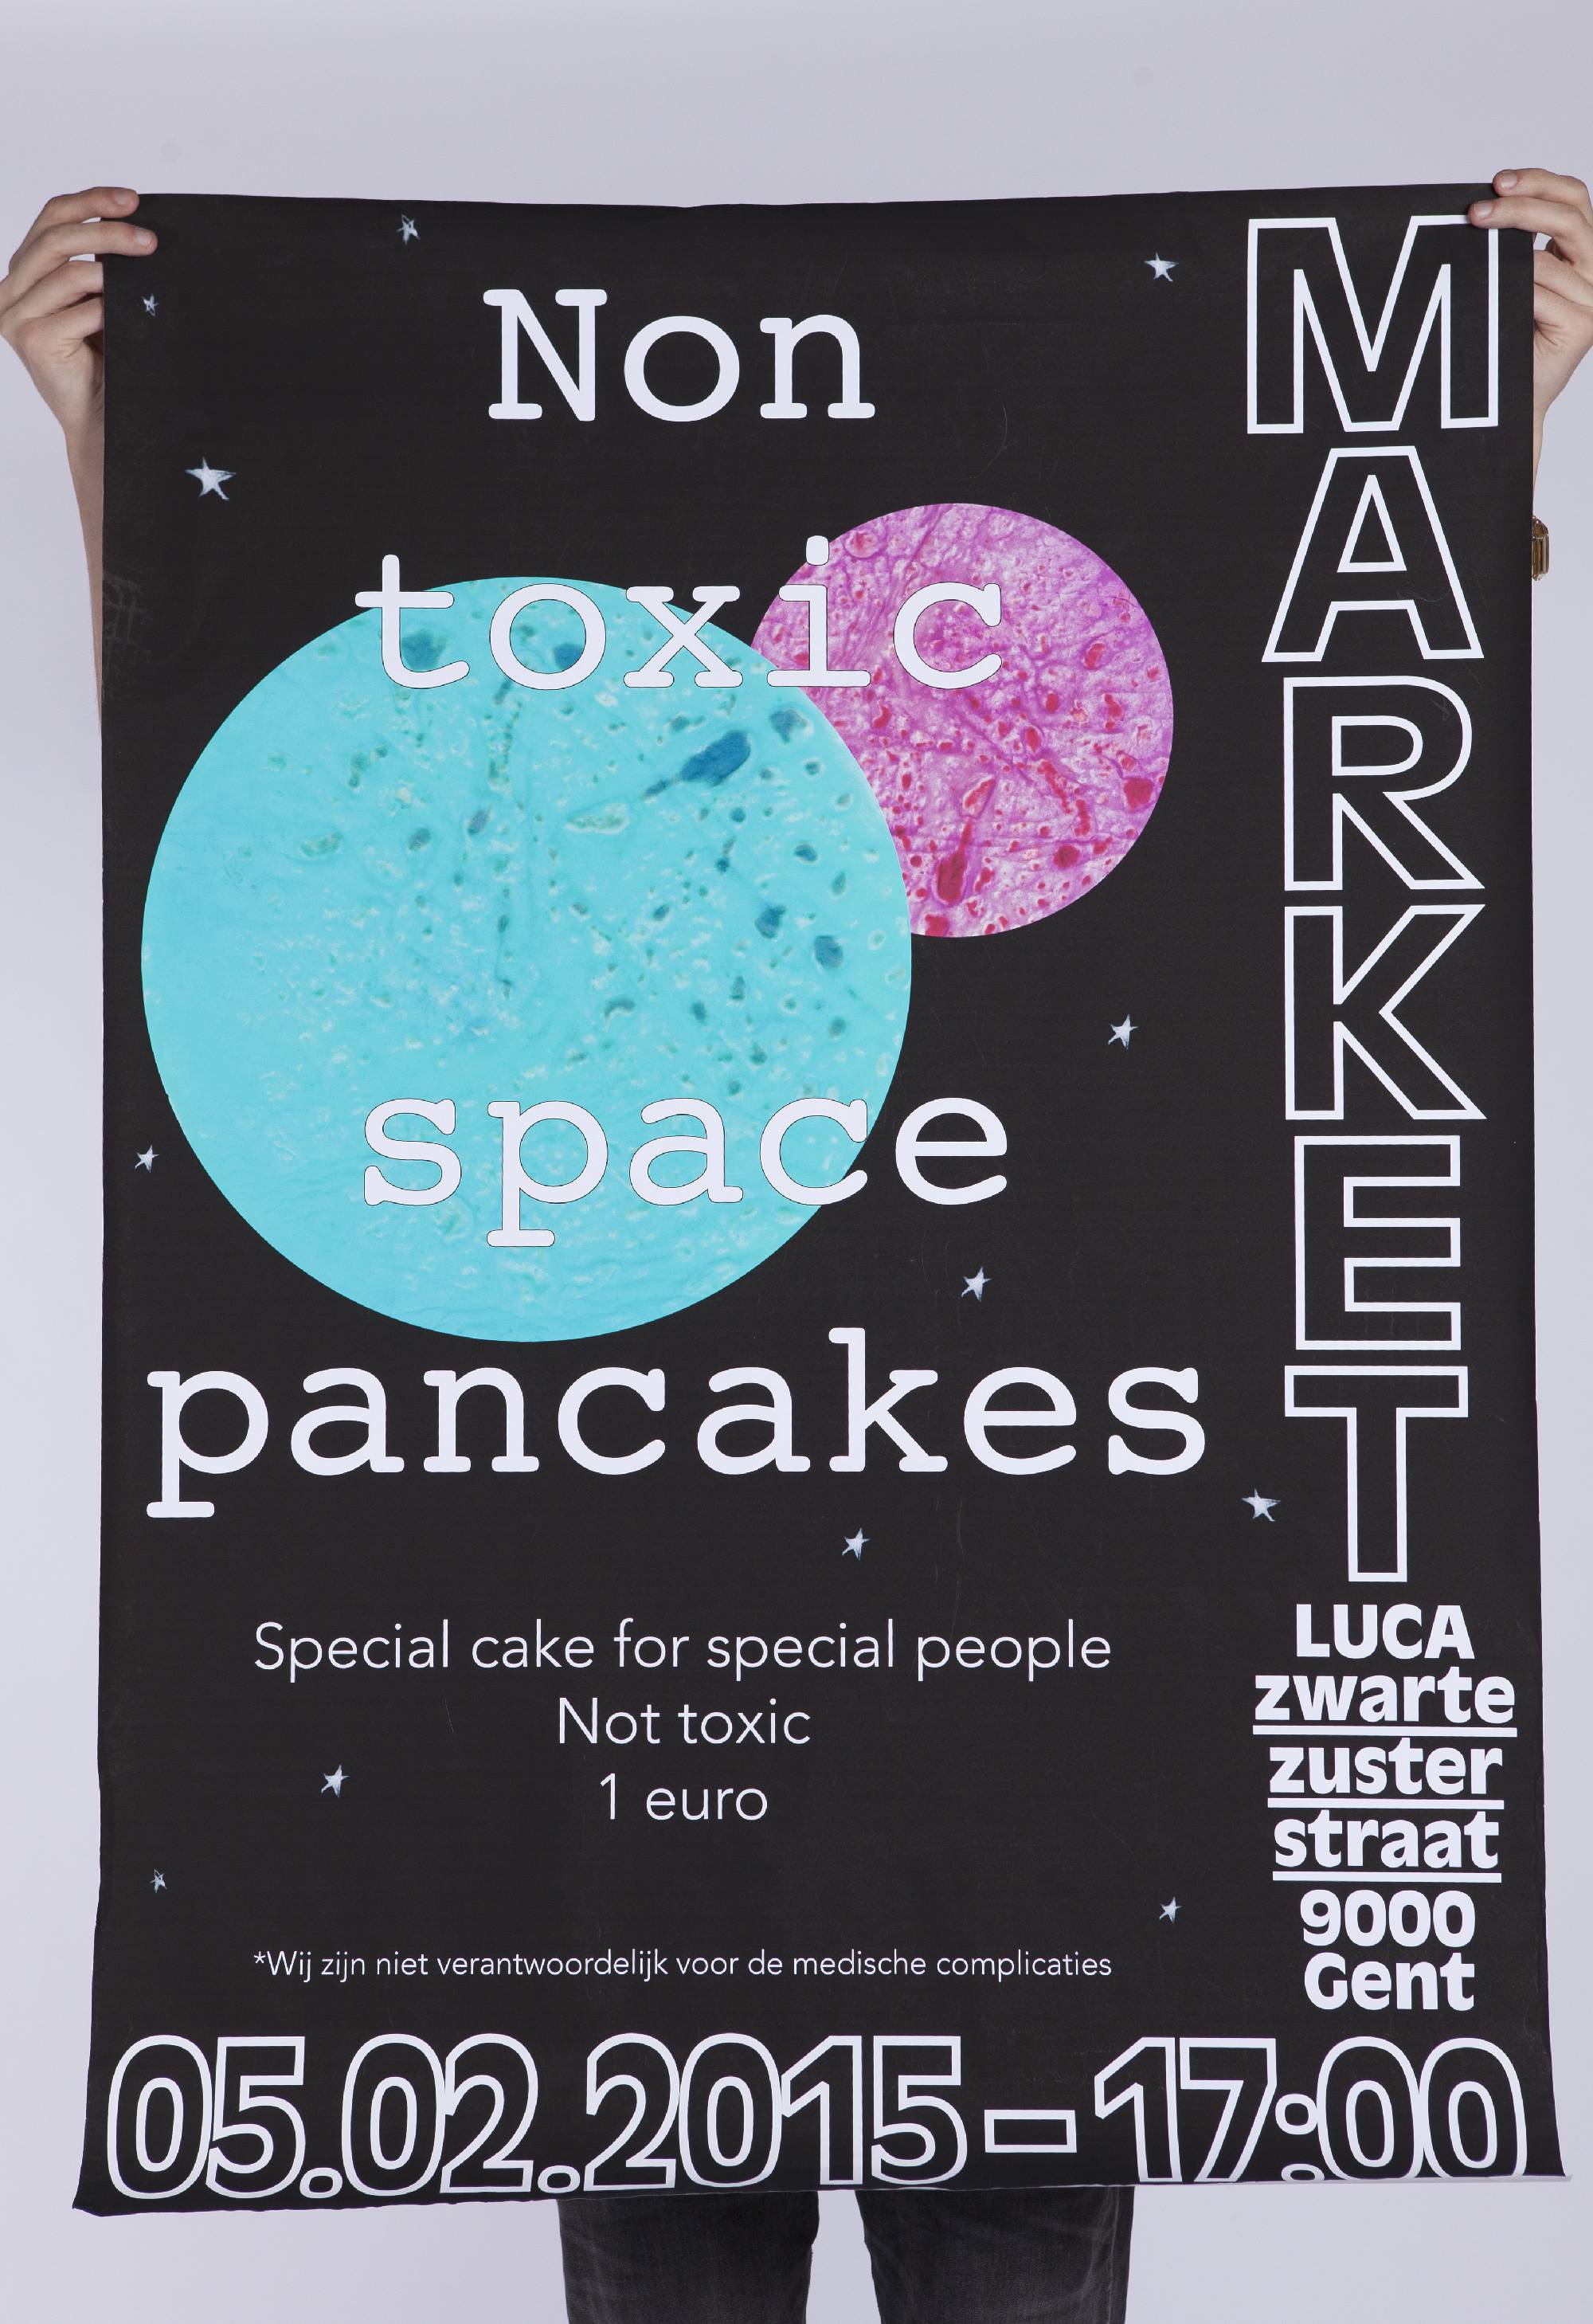 Non
toxic
space
pancakes
Special cake for special people
Not toxic
1 euro
*Wij zijn niet verantwoordelijk voor de medische complicaties
MARKET
LUCA
zwarte
zuster
straat
9000
Gent
05.02.2015-17:00